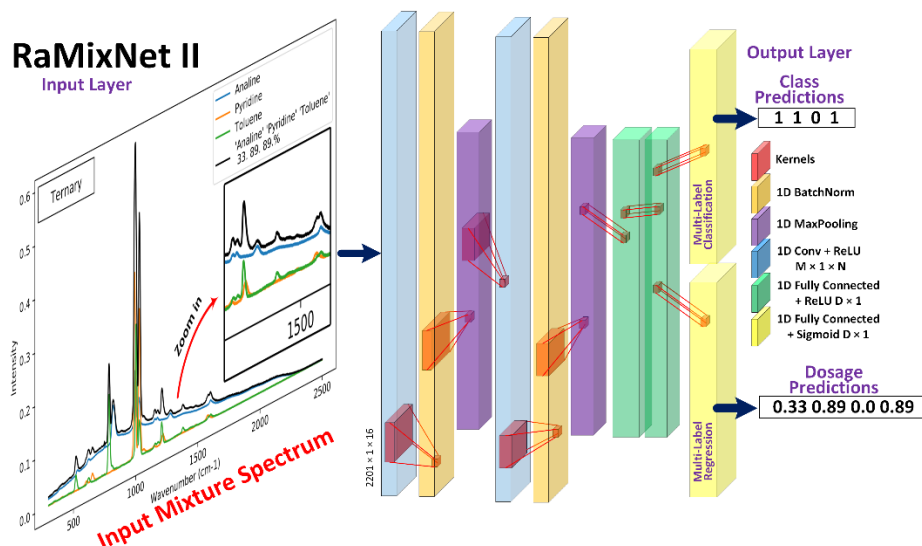 RaMixNet II
Input Layer
Analine
Pyridine
Toluene
'Analine' 'Pyridine' 'Toluene'
33. 89. 89.%
Ternary
0.6
0.5
0.4
0.3
0.2
0.1
0.0
Intensity
Zoom in
1500
500
1000
1500
2000
2500
Wavenumber (cm-1)
Input Mixture Spectrum
2201 × 1 × 16
Multi-Label
Classification
Multi-Label
Regression
Output Layer
Class
Predictions
1 1 0 1
Kernels
1D BatchNorm
1D MaxPooling
1D Conv + ReLU
M × 1 × N
1D Fully Connected
+ ReLU D × 1
1D Fully Connected
+ Sigmoid D × 1
Dosage
Predictions
0.33 0.89 0.0 0.89